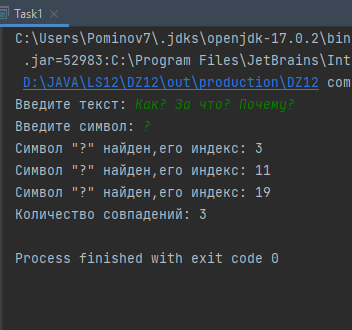 Task1
C:\Users\Pominov7\.jdks\openjdk-17.0.2\bin
.jar=52983:C:\Program Files\JetBrains\Int
D:\JAVA\LS12\DZ12\out\production\DZ12 com
Введите текст: Как? За что? Почему?
Введите символ: ?
Символ "?" найден,его индекс: 3
Символ "?" найден,его индекс: 11
Символ "?" найден,его индекс: 19
Количество совпадений: 3
Process finished with exit code 0